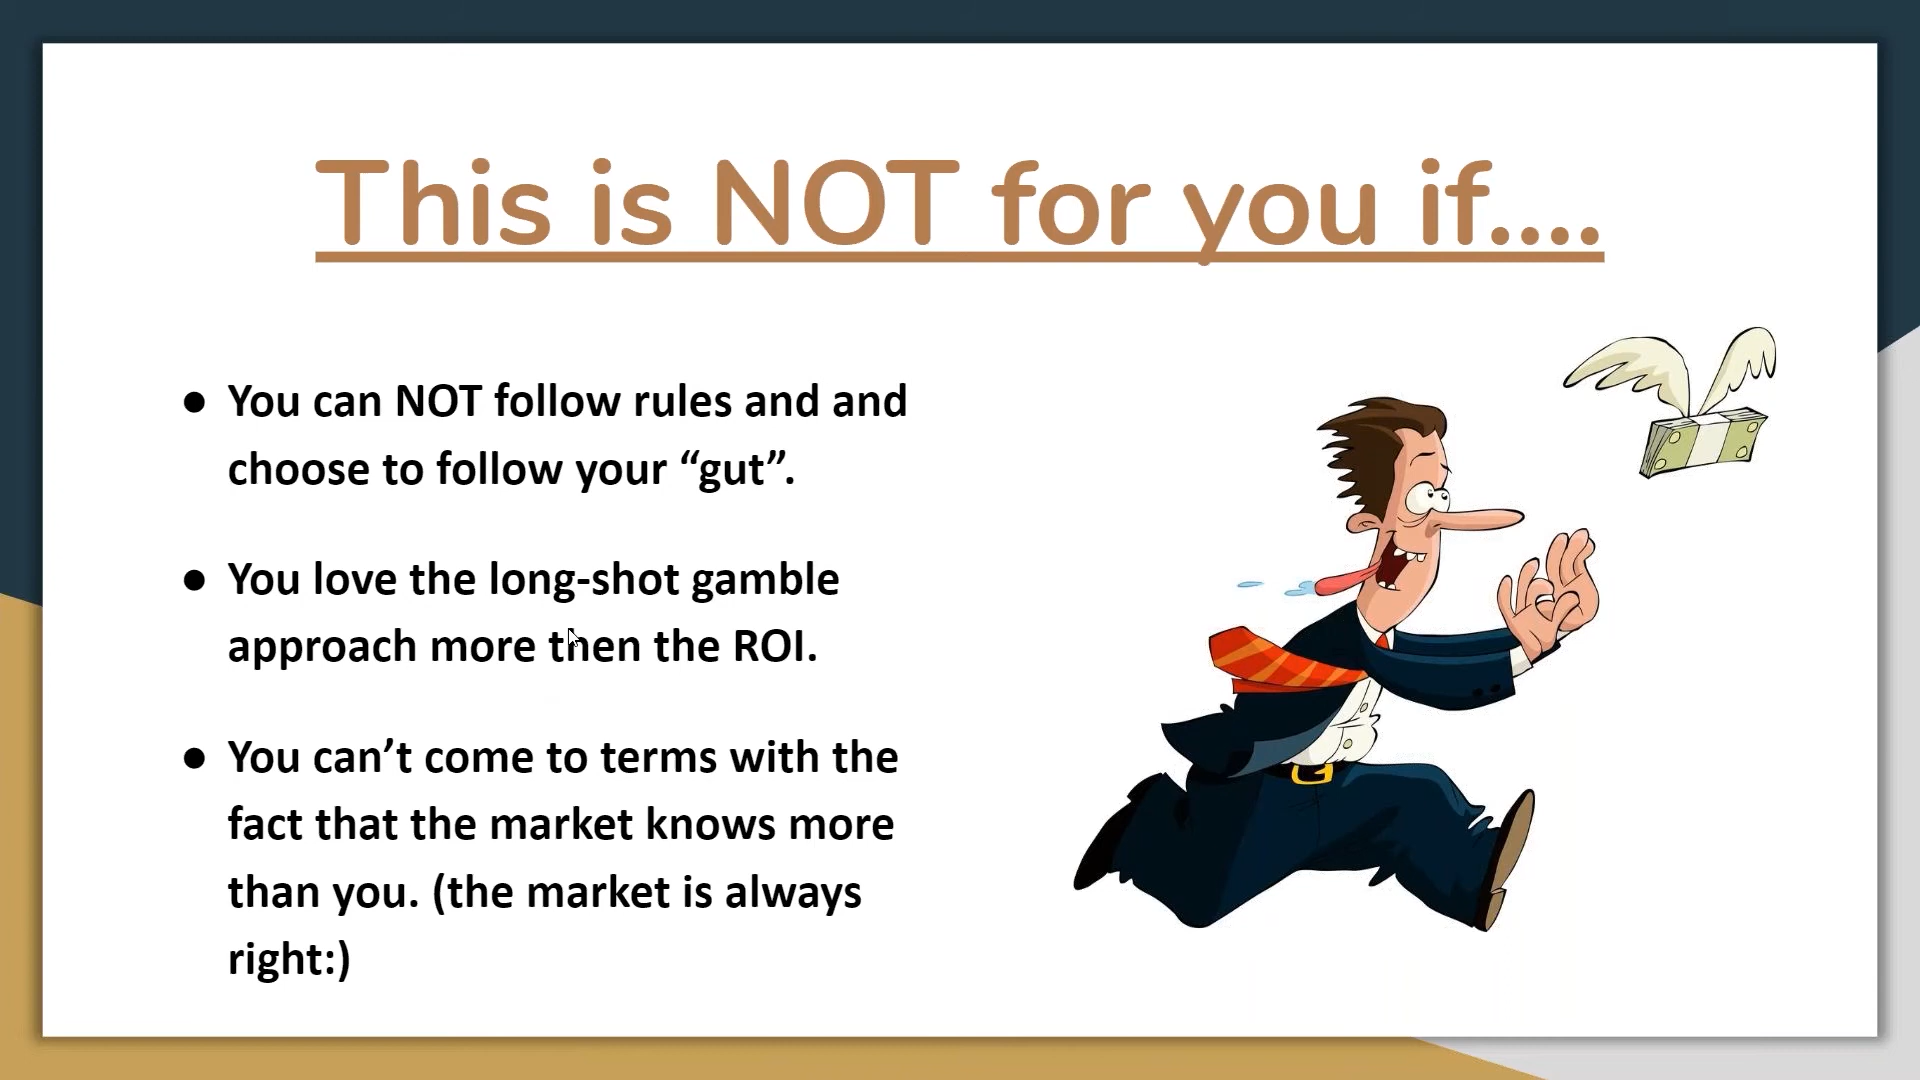 This is NOT for you if....
● You can NOT follow rules and and
choose to follow your “gut”.
● You love the long-shot gamble
approach more then the ROI.
● You can’t come to terms with the
fact that the market knows more
than you. (the market is always
right:)